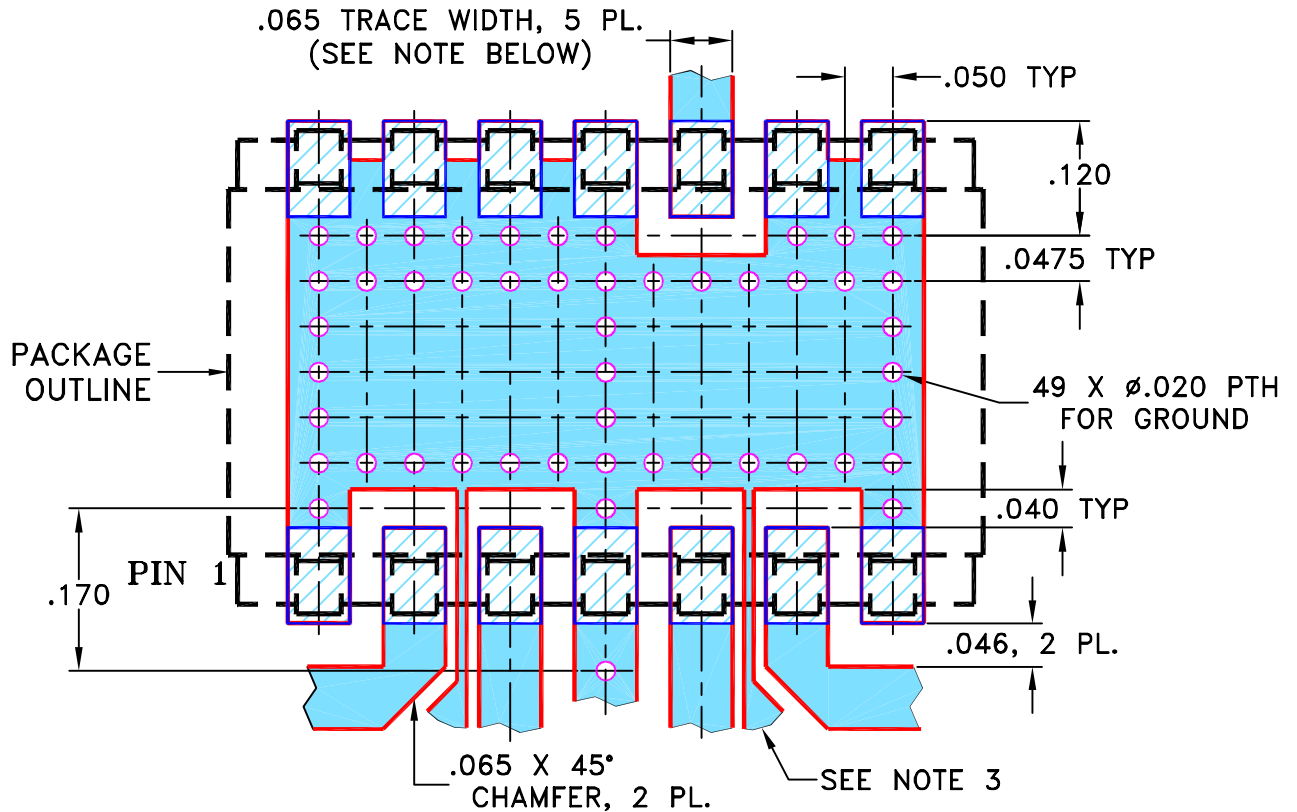 .065 TRACE WIDTH, 5 PL.
(SEE NOTE BELOW)
.050 TYP
.120
.0475 TYP
PACKAGE
OUTLINE
49 X ø.020 PTH
FOR GROUND
.040 TYP
PIN 1
.170
.046, 2 PL.
.065 X 45°
CHAMFER, 2 PL.
SEE NOTE 3